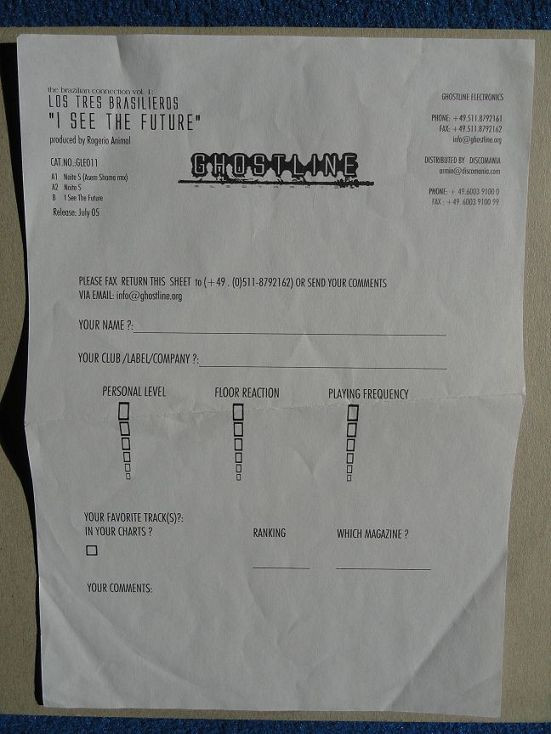 the brazilian connection vol. 1:
LOS TRES BRASILIEROS
"I SEE THE FUTURE"
produced by Rogerio Animal
CAT.NO.:GLE011
A1 Noite S (Asem Shama rmx)
A2 Noite S
B I See The Future
Release: July 05
GHOSTLINE
GHOSTLINE ELECTRONICS
PHONE: +49.511.8792161
FAX: +49.511.8792162
info@ghostline.org
DISTRIBUTED BY DISCOMANIA
armin@discomania.com
PHONE: +49.6003 9100 0
FAX: +49.6003 9100 99
PLEASE FAX RETURN THIS SHEET to (+49 . (0)511-8792162) OR SEND YOUR COMMENTS
VIA EMAIL: info@ghostline.org
YOUR NAME ?:
YOUR CLUB /LABEL/COMPANY ?:
PERSONAL LEVEL FLOOR REACTION PLAYING FREQUENCY
YOUR FAVORITE TRACK(S)?:
IN YOUR CHARTS ? RANKING WHICH MAGAZINE ?
YOUR COMMENTS: